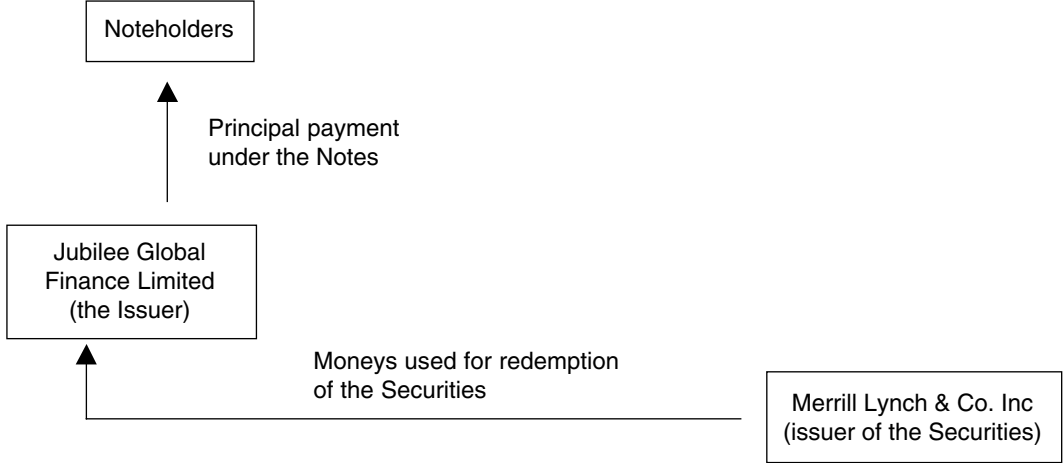 Noteholders
Principal payment
under the Notes
Jubilee Global
Finance Limited
(the Issuer)
Moneys used for redemption
of the Securities
Merrill Lynch & Co. Inc
(issuer of the Securities)